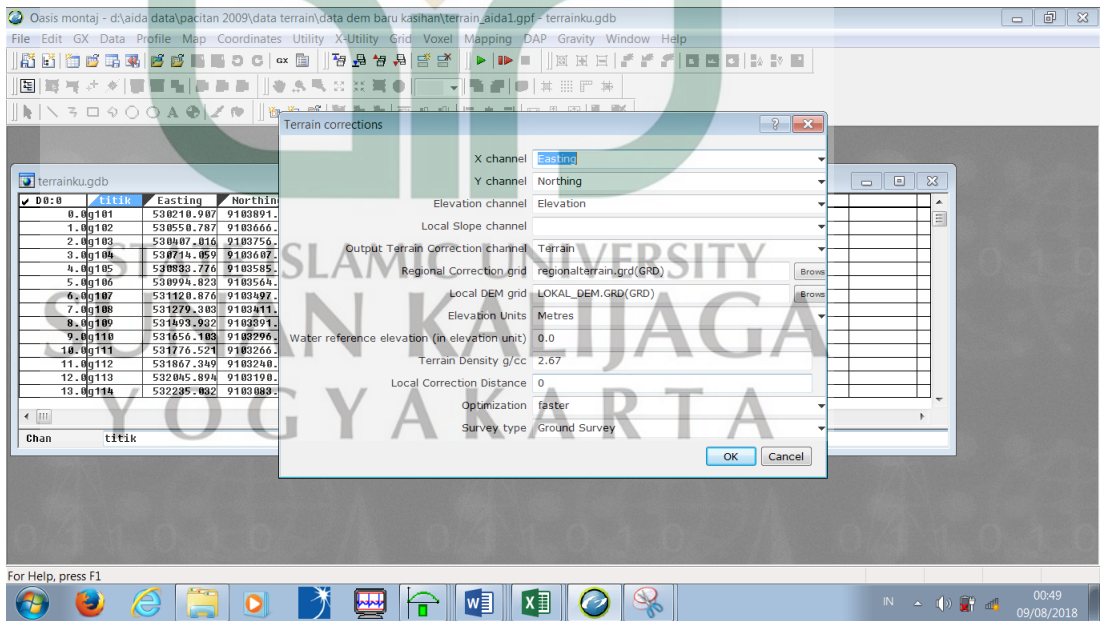 Oasis montaj - d:\aida data\pacitan 2009\data terrain\data dem baru kasihan\terrain_aida1.gpf - terrainku.gdb
File Edit GX Data Profile Map Coordinates Utility X-Utility Grid Voxel Mapping DAP Gravity Window Help
GX
Terrain corrections
X channel Easting
Y channel Northing
Elevation channel Elevation
Local Slope channel
Output Terrain Correction channel Terrain
Regional Correction grid regionalterrain.grd(GRD) Brows
Local DEM grid LOKAL_DEM.GRD(GRD) Brows
Elevation Units Metres
Water reference elevation (in elevation unit) 0.0
Terrain Density g/cc 2.67
Local Correction Distance 0
Optimization faster
Survey type Ground Survey
OK Cancel
terrainku.gdb
D0:0 titik Easting Northin
0.0 g101 530210.907 9103891.
1.0 g102 530550.787 9103666.
2.0 g103 530407.016 9103756.
3.0 g104 530714.059 9103607.
4.0 g105 530833.776 9103585.
5.0 g106 530994.823 9103564.
6.0 g107 531120.876 9103497.
7.0 g108 531279.303 9103411.
8.0 g109 531493.932 9103391.
9.0 g110 531656.103 9103296.
10.0 g111 531776.521 9103266.
11.0 g112 531867.349 9103240.
12.0 g113 532045.894 9103190.
13.0 g114 532235.032 9103083.
Chan titik
STATE ISLAMIC UNIVERSITY
SUNAN KALIJAGA
YOGYAKARTA
For Help, press F1
IN
00:49
09/08/2018